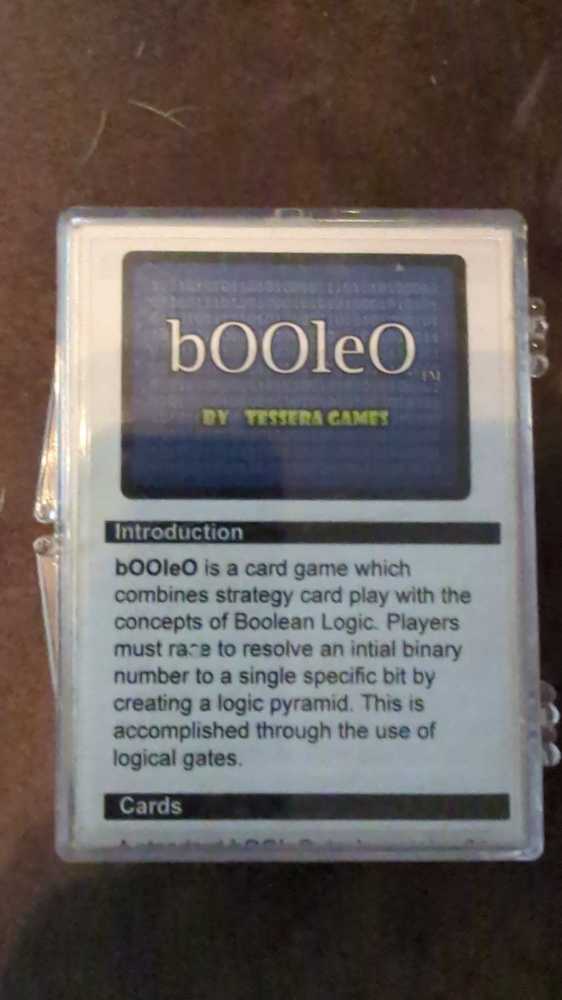 bOOleO ™
BY TESSERA GAMES
Introduction
bOOleO is a card game which
combines strategy card play with the
concepts of Boolean Logic. Players
must race to resolve an intial binary
number to a single specific bit by
creating a logic pyramid. This is
accomplished through the use of
logical gates.
Cards